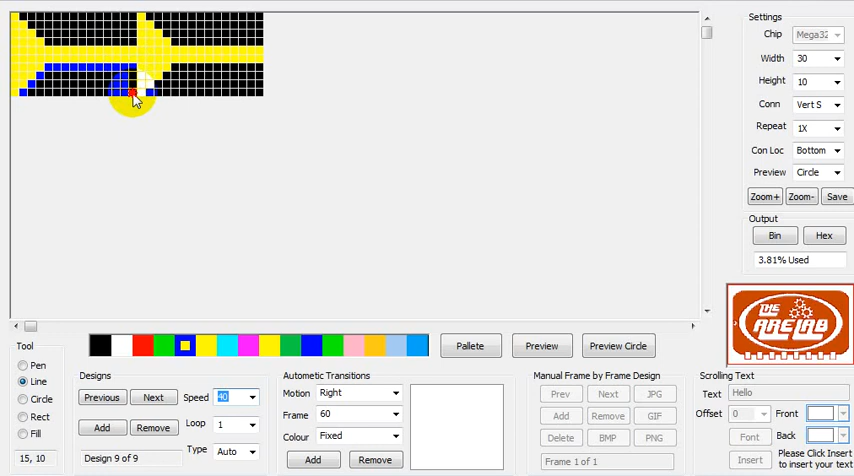 Settings
Chip Mega32
Width 30
Height 10
Conn Vert S
Repeat 1X
Con Loc Bottom
Preview Circle
Zoom+ Zoom- Save
Output
Bin Hex
3.81% Used
THE
ARE LAB
Pallete Preview Preview Circle
Tool
Pen
Line
Circle
Rect
Fill
15, 10
Designs
Previous Next Speed 40
Add Remove Loop 1
Design 9 of 9 Type Auto
Autometic Transitions
Motion Right
Frame 60
Colour Fixed
Add Remove
Manual Frame by Frame Design
Prev Next JPG
Add Remove GIF
Delete BMP PNG
Frame 1 of 1
Scrolling Text
Text Hello
Offset 0 Front
Font Back
Insert Please Click Insert
to insert your text